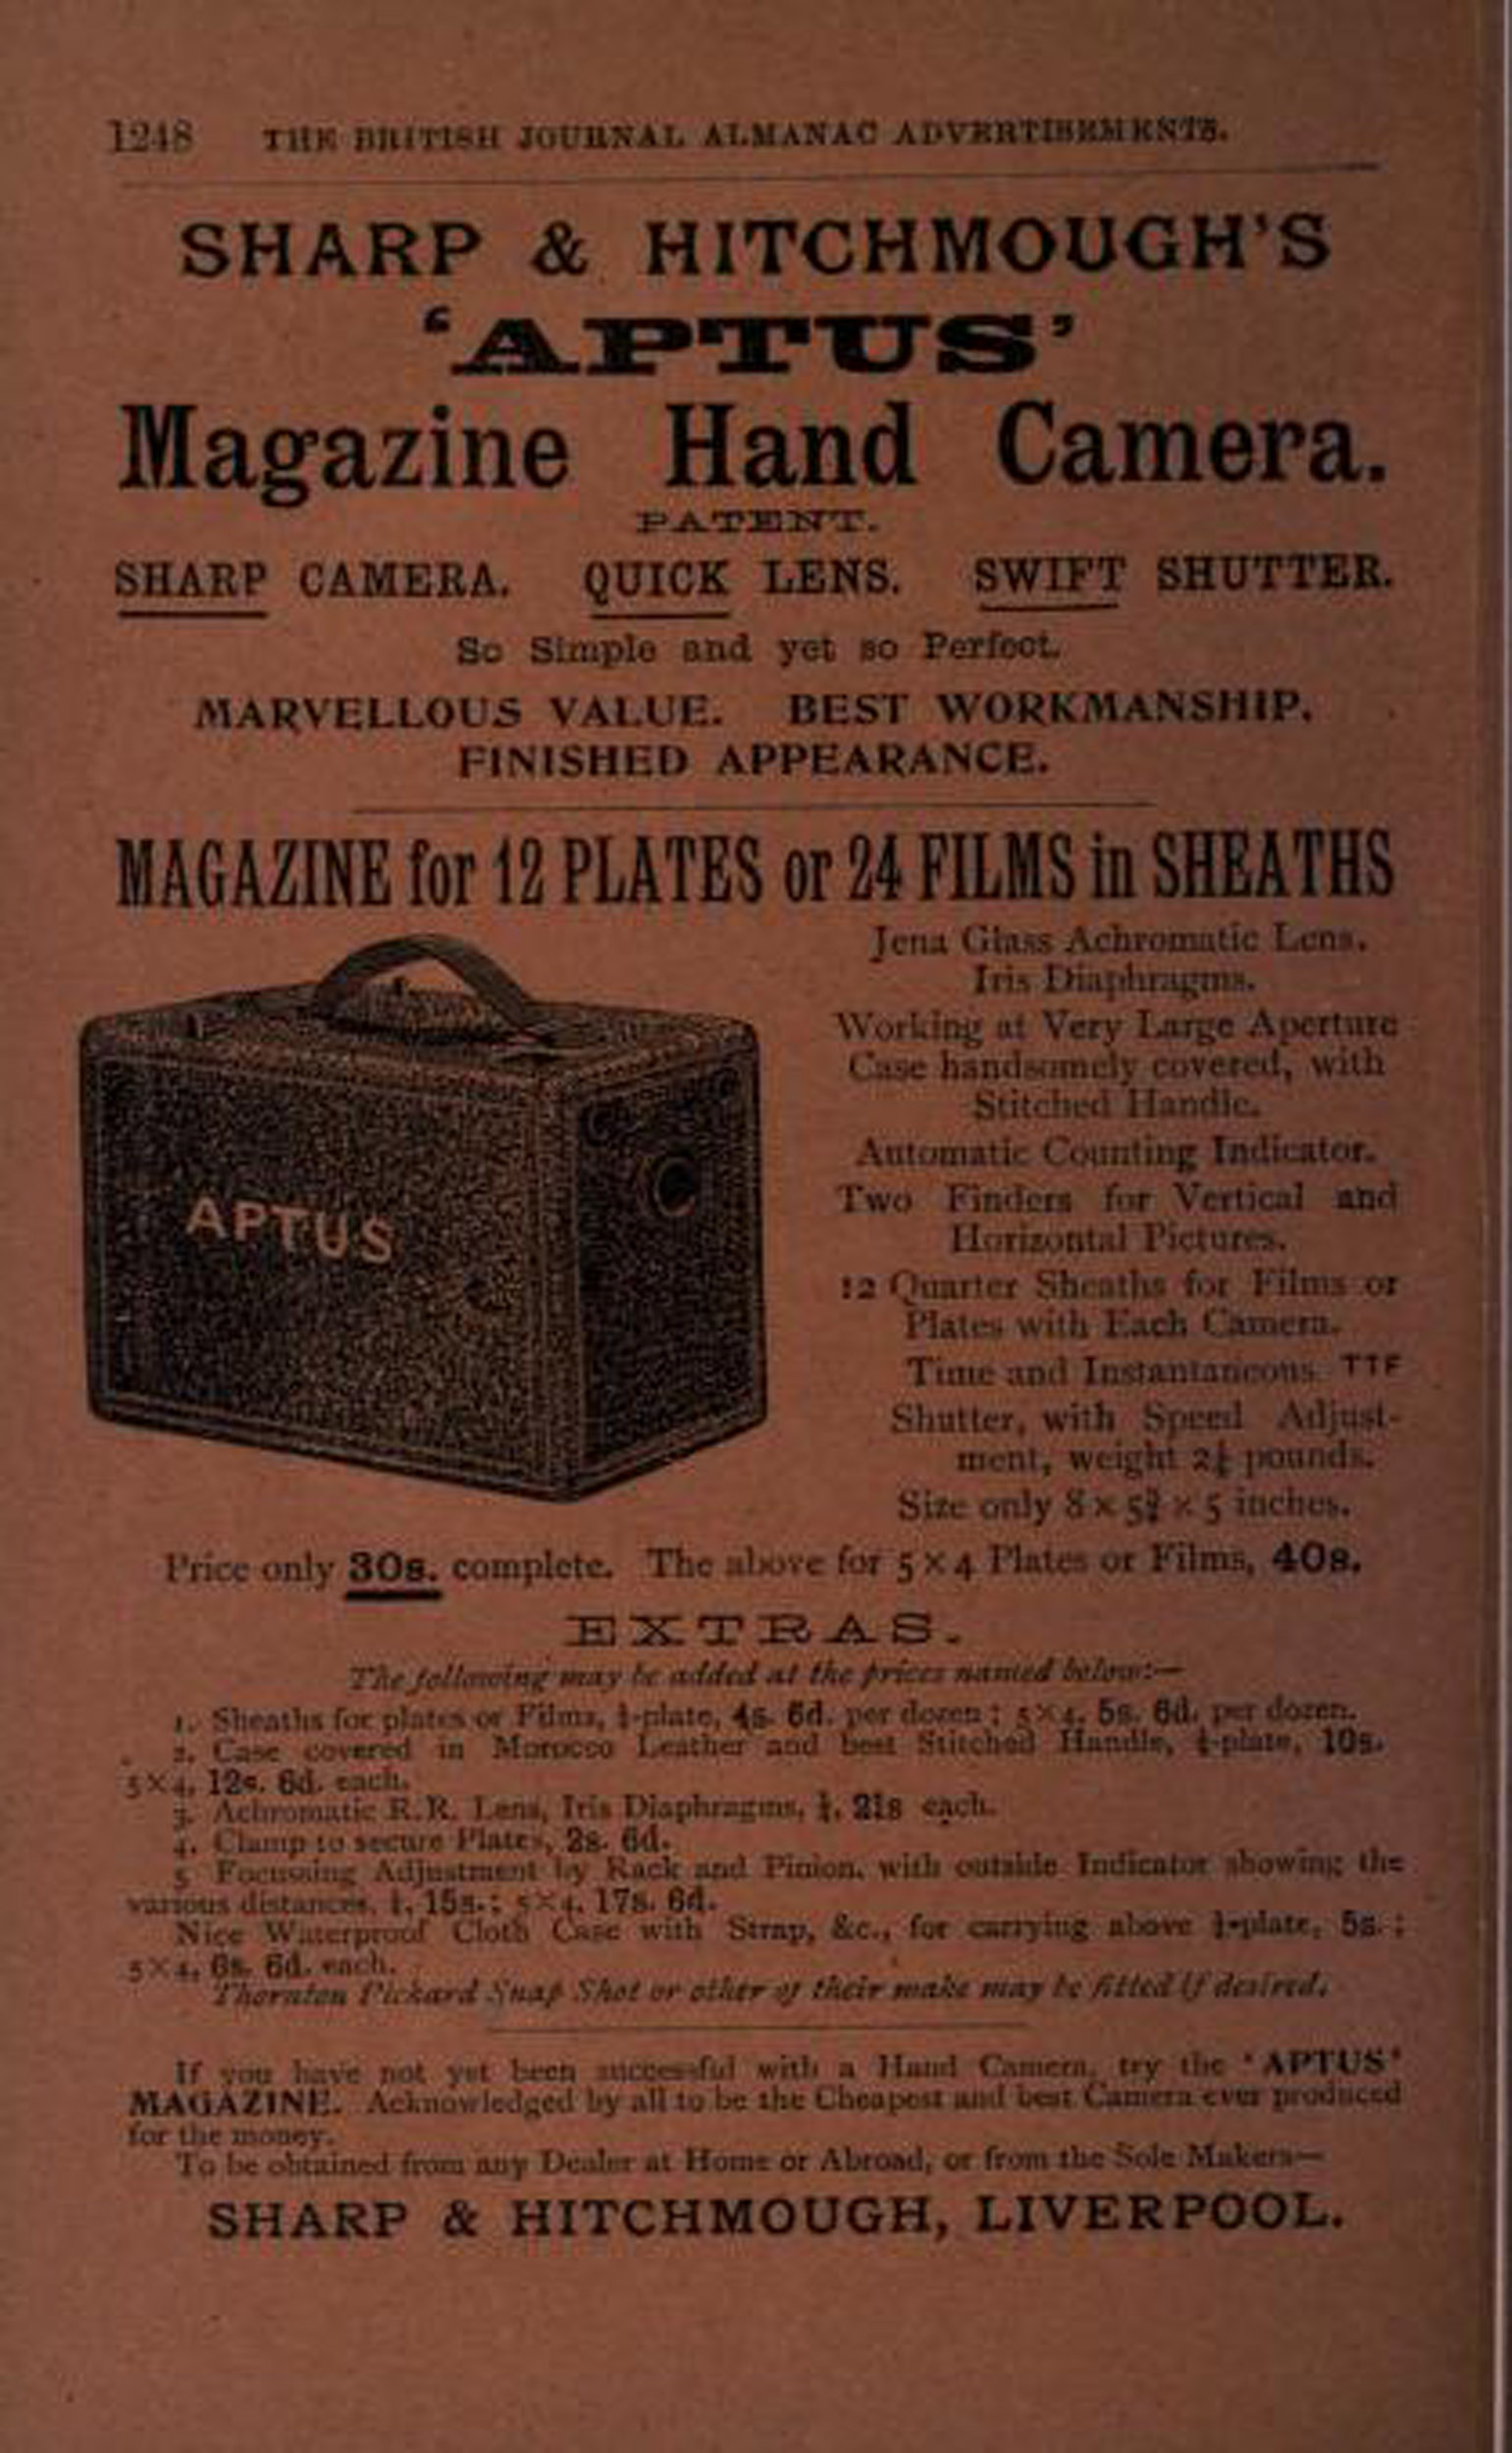 1248 THE BRITISH JOURNAL ALMANAC ADVERTISEMENTS.
SHARP & HITCHMOUGH'S
'APTUS'
Magazine Hand Camera.
PATENT.
SHARP CAMERA. QUICK LENS. SWIFT SHUTTER.
So Simple and yet so Perfect.
MARVELLOUS VALUE. BEST WORKMANSHIP.
FINISHED APPEARANCE.
MAGAZINE for 12 PLATES or 24 FILMS in SHEATHS
Jena Glass Achromatic Lens.
Iris Diaphragms.
Working at Very Large Aperture
Case handsomely covered, with
Stitched Handle.
Automatic Counting Indicator.
Two Finders for Vertical and
Horizontal Pictures.
12 Quarter Sheaths for Films or
Plates with Each Camera.
Time and Instantaneous TTF
Shutter, with Speed Adjust-
ment, weight 2½ pounds.
Size only 8 × 5¾ × 5 inches.
APTUS
Price only 30s. complete. The above for 5 × 4 Plates or Films, 40s.
EXTRAS.
The following may be added at the prices named below:—
1. Sheaths for plates or Films, ¼-plate, 4s. 6d. per dozen; 5×4, 5s. 6d. per dozen.
2. Case covered in Morocco Leather and best Stitched Handle, ¼-plate, 10s.
5×4, 12s. 6d. each.
3. Achromatic R.R. Lens, Iris Diaphragms, ¼, 21s each.
4. Clamp to secure Plates, 2s. 6d.
5 Focussing Adjustment by Rack and Pinion, with outside Indicator showing the
various distances, ¼, 15s.; 5×4, 17s. 6d.
Nice Waterproof Cloth Case with Strap, &c., for carrying above ¼-plate, 5s.;
5×4, 6s. 6d. each.
Thornton Pickard Snap Shot or other of their make may be fitted if desired.
If you have not yet been successful with a Hand Camera, try the 'APTUS'
MAGAZINE. Acknowledged by all to be the Cheapest and best Camera ever produced
for the money.
To be obtained from any Dealer at Home or Abroad, or from the Sole Makers—
SHARP & HITCHMOUGH, LIVERPOOL.